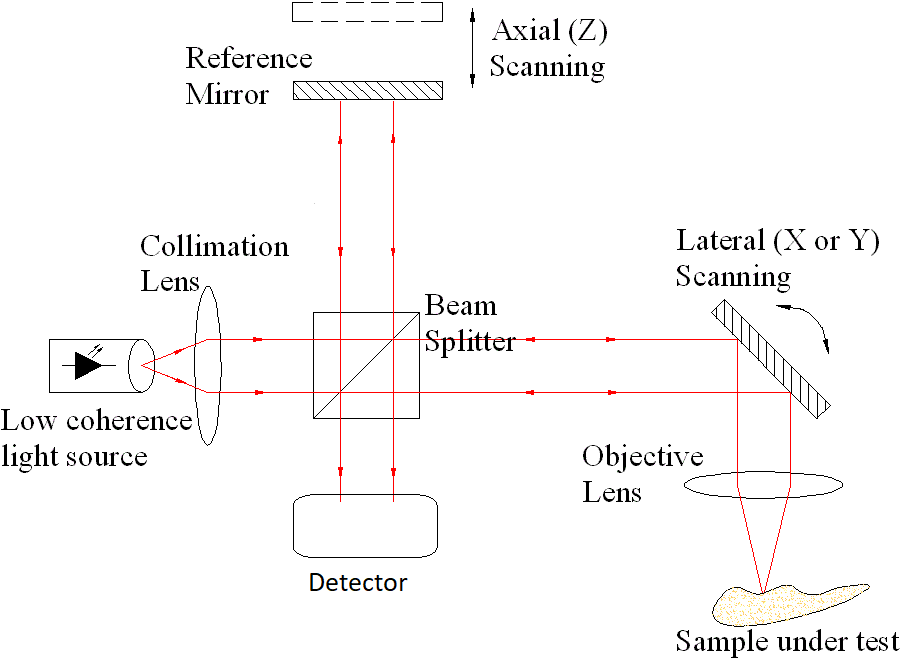 Axial (Z)
Scanning
Reference
Mirror
Collimation
Lens
Lateral (X or Y)
Scanning
Beam
Splitter
Low coherence
light source
Objective
Lens
Detector
Sample under test